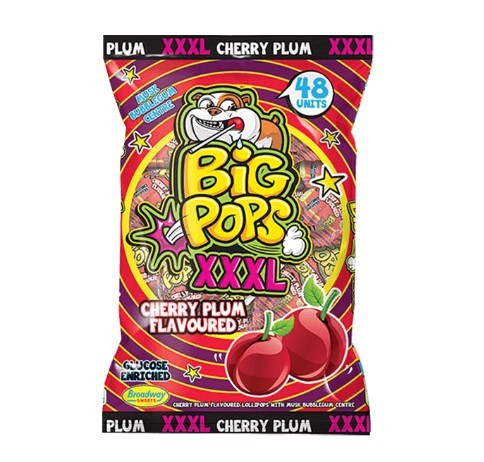 PLUM XXXL CHERRY PLUM XXXL
MUSK
BUBBLEGUM
CENTRE
48
UNITS
BiG
POPS
XXXL
CHERRY PLUM
FLAVOURED
GLUCOSE
ENRICHED
Broadway
SWEETS
CHERRY PLUM FLAVOURED LOLLIPOPS WITH MUSK BUBBLEGUM CENTRE
PLUM XXXL CHERRY PLUM XXXL